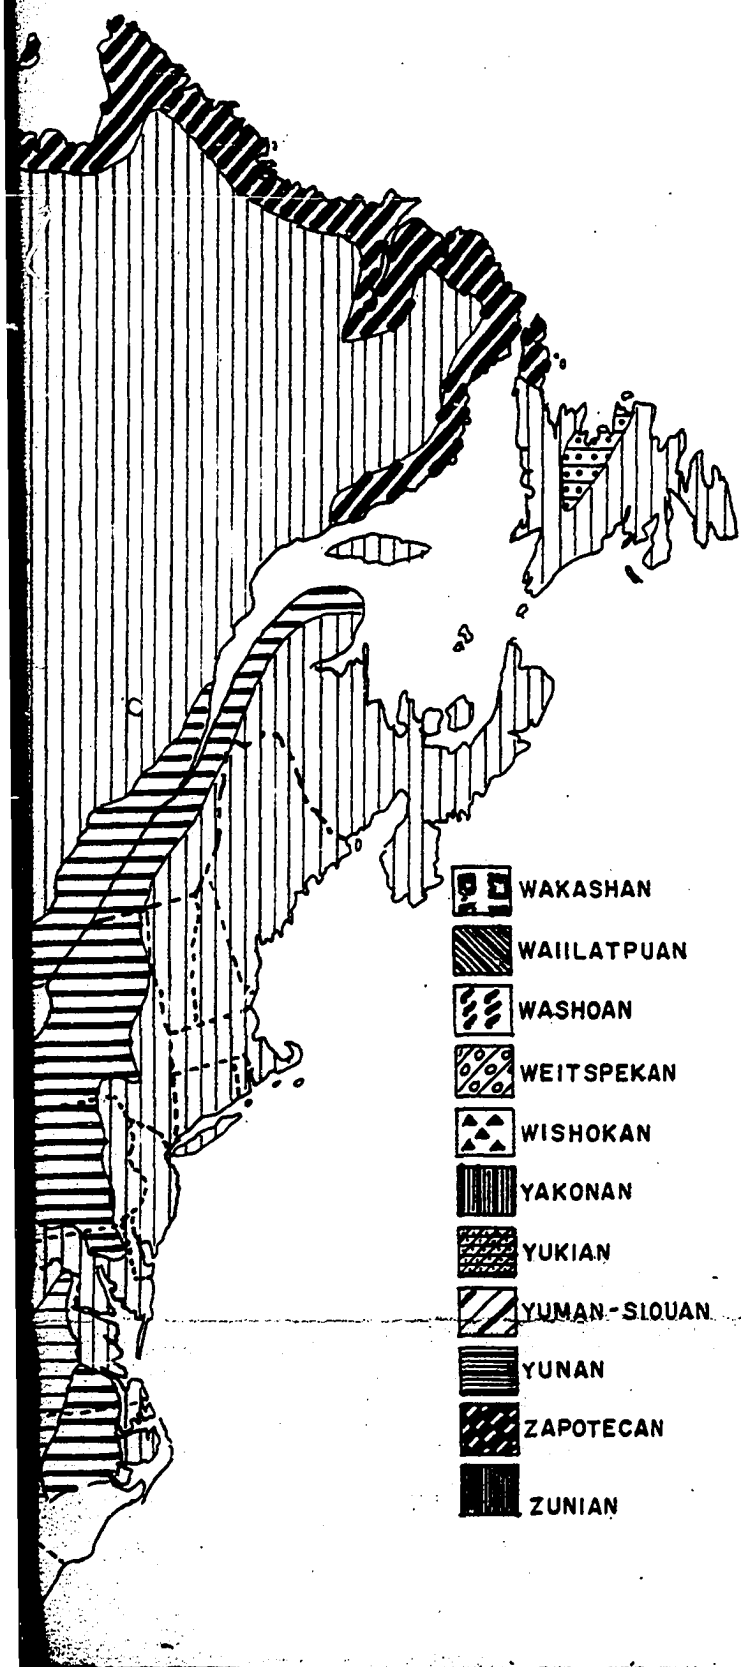 WAKASHAN
WAIILATPUAN
WASHOAN
WEITSPEKAN
WISHOKAN
YAKONAN
YUKIAN
YUMAN-SIOUAN
YUNAN
ZAPOTECAN
ZUNIAN